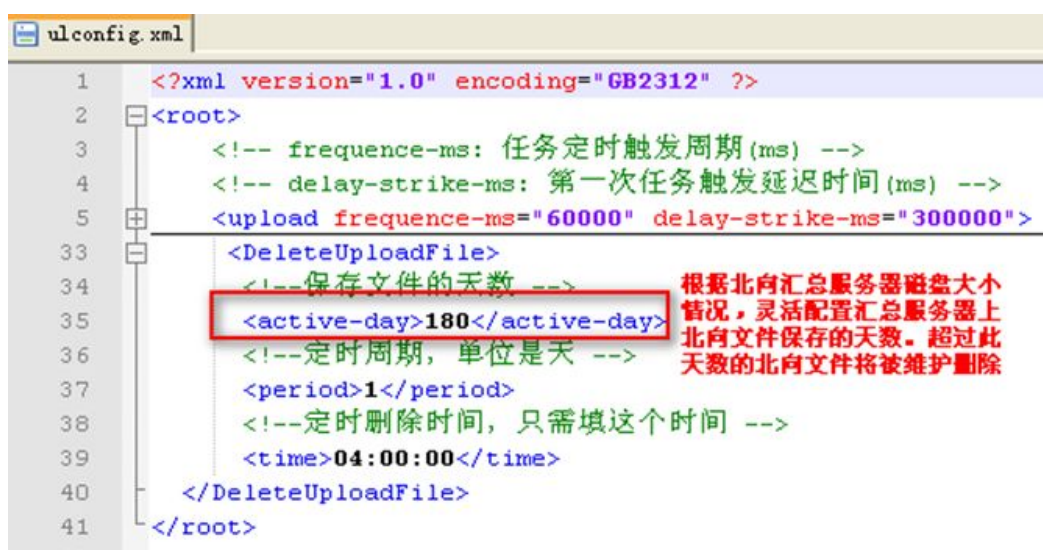 ulconfig.xml
1 <?xml version="1.0" encoding="GB2312" ?>
2 <root>
3 <!-- frequence-ms: 任务定时触发周期(ms) -->
4 <!-- delay-strike-ms: 第一次任务触发延迟时间(ms) -->
5 <upload frequence-ms="60000" delay-strike-ms="300000">
33 <DeleteUploadFile>
34 <!--保存文件的天数 -->
35 <active-day>180</active-day>
36 <!--定时周期，单位是天 -->
37 <period>1</period>
38 <!--定时删除时间，只需填这个时间 -->
39 <time>04:00:00</time>
40 </DeleteUploadFile>
41 </root>
根据北向汇总服务器磁盘大小
情况，灵活配置汇总服务器上
北向文件保存的天数。超过此
天数的北向文件将被维护删除